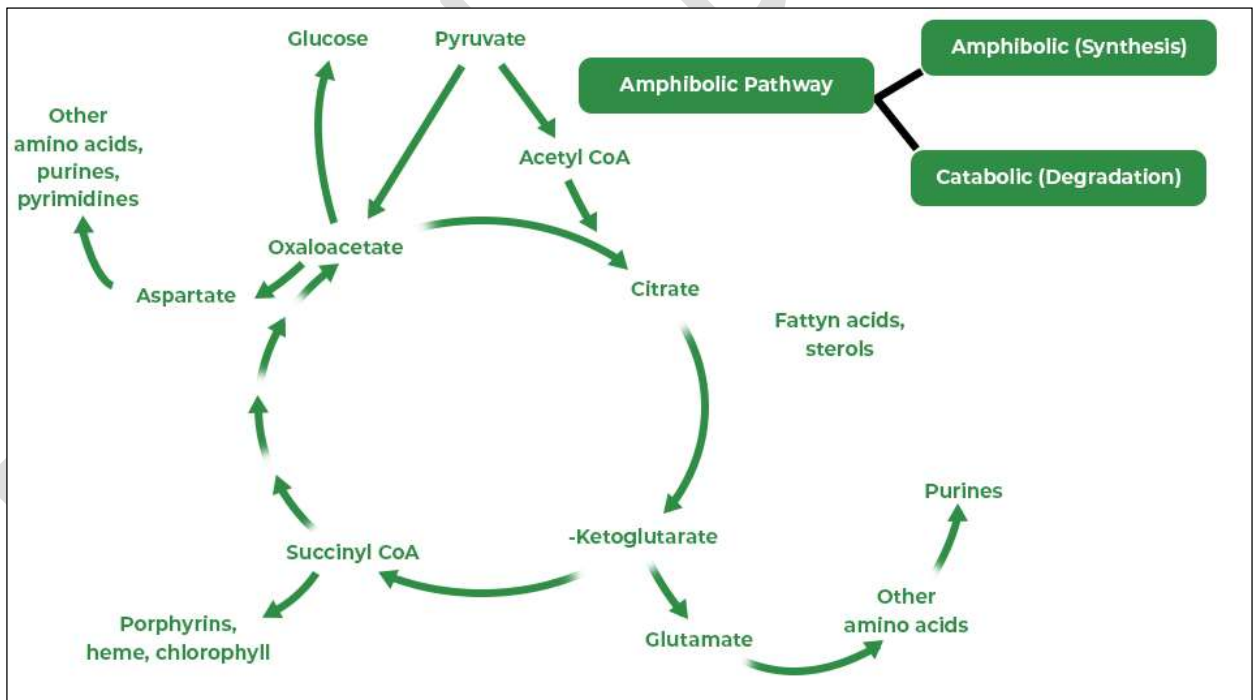 Glucose
Pyruvate
Amphibolic (Synthesis)
Amphibolic Pathway
Catabolic (Degradation)
Other
amino acids,
purines,
pyrimidines
Acetyl CoA
Oxaloacetate
Aspartate
Citrate
Fattyn acids,
sterols
Purines
-Ketoglutarate
Succinyl CoA
Other
amino acids
Porphyrins,
heme, chlorophyll
Glutamate